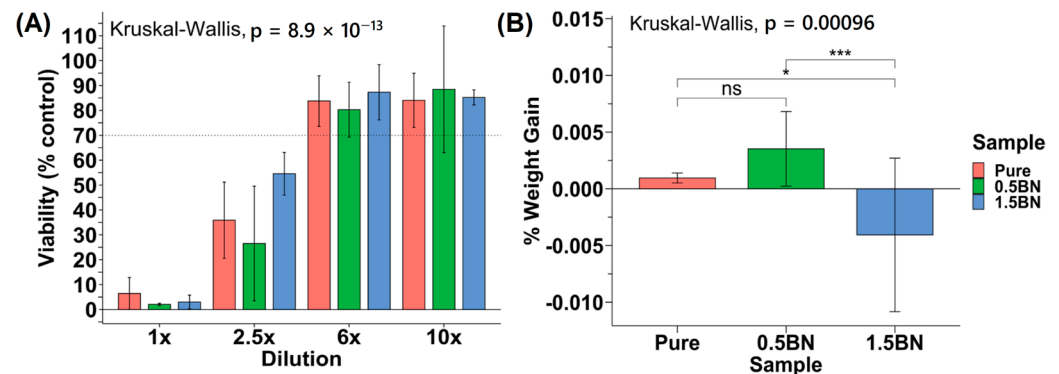 (A)
Kruskal-Wallis, p = 8.9 × 10⁻¹³
Viability (% control)
110
100
90
80
70
60
50
40
30
20
10
0
1x
2.5x
6x
10x
Dilution
(B)
Kruskal-Wallis, p = 0.00096
% Weight Gain
0.015
0.010
0.005
0.000
-0.005
-0.010
***
*
ns
Pure
0.5BN
1.5BN
Sample
Sample
Pure
0.5BN
1.5BN